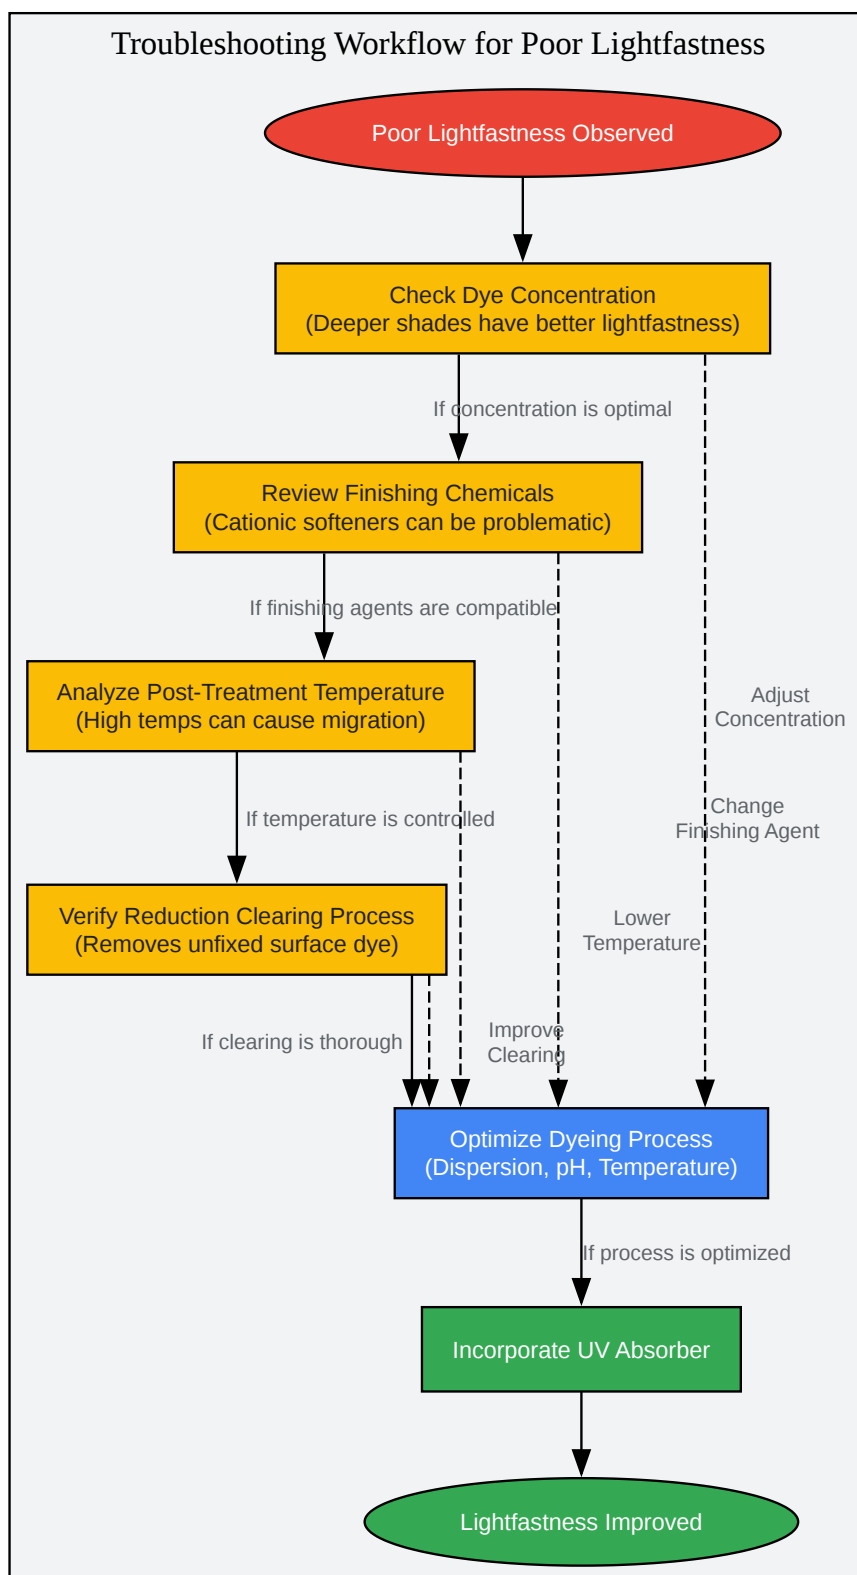 Troubleshooting Workflow for Poor Lightfastness
Poor Lightfastness Observed
Check Dye Concentration
(Deeper shades have better lightfastness)
If concentration is optimal
Review Finishing Chemicals
(Cationic softeners can be problematic)
If finishing agents are compatible
Analyze Post-Treatment Temperature
(High temps can cause migration)
Adjust
Concentration
If temperature is controlled
Change
Finishing Agent
Verify Reduction Clearing Process
(Removes unfixed surface dye)
Lower
Temperature
If clearing is thorough
Improve
Clearing
Optimize Dyeing Process
(Dispersion, pH, Temperature)
If process is optimized
Incorporate UV Absorber
Lightfastness Improved